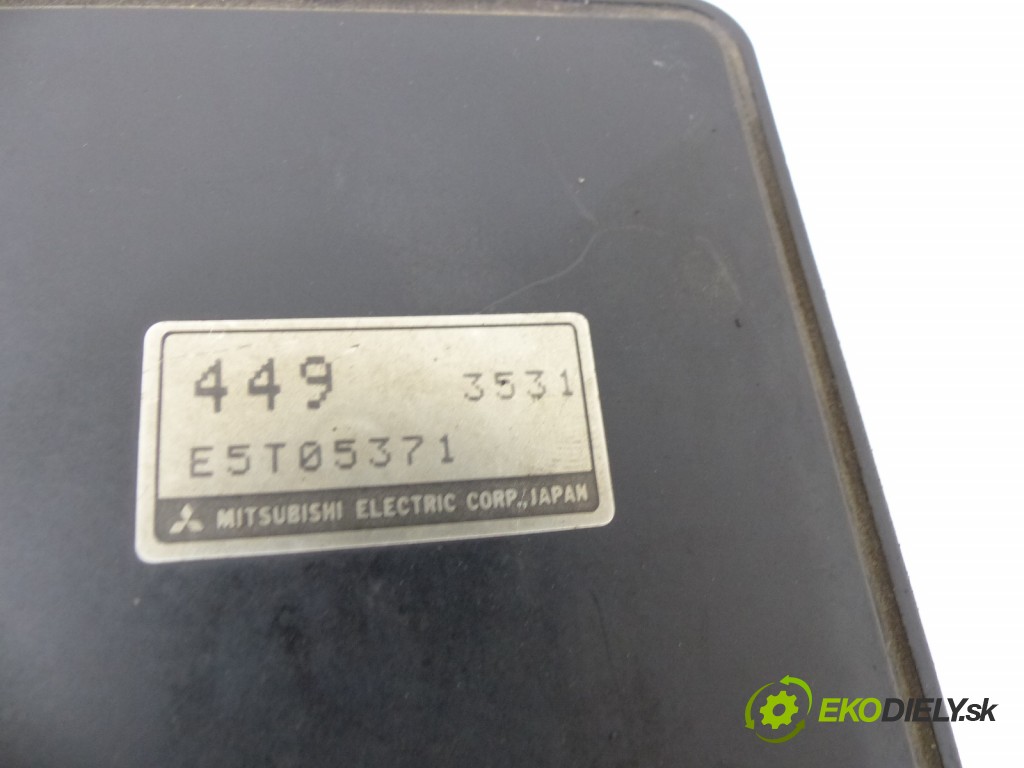 449 3531
E5T05371
MITSUBISHI ELECTRIC CORP., JAPAN
EKODIELY.sk